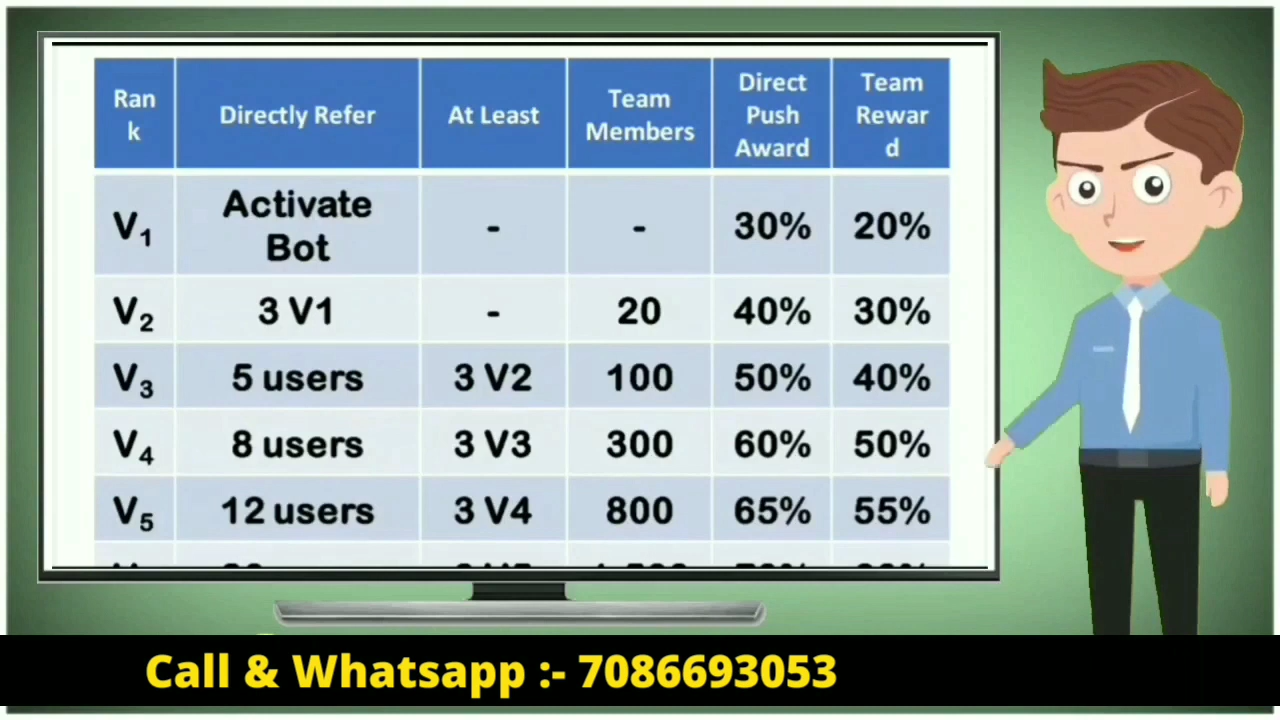 Ran
k
Directly Refer
At Least
Team
Members
Direct
Push
Award
Team
Rewar
d
V1
Activate
Bot
-
-
30%
20%
V2
3 V1
-
20
40%
30%
V3
5 users
3 V2
100
50%
40%
V4
8 users
3 V3
300
60%
50%
V5
12 users
3 V4
800
65%
55%
Call & Whatsapp :- 7086693053